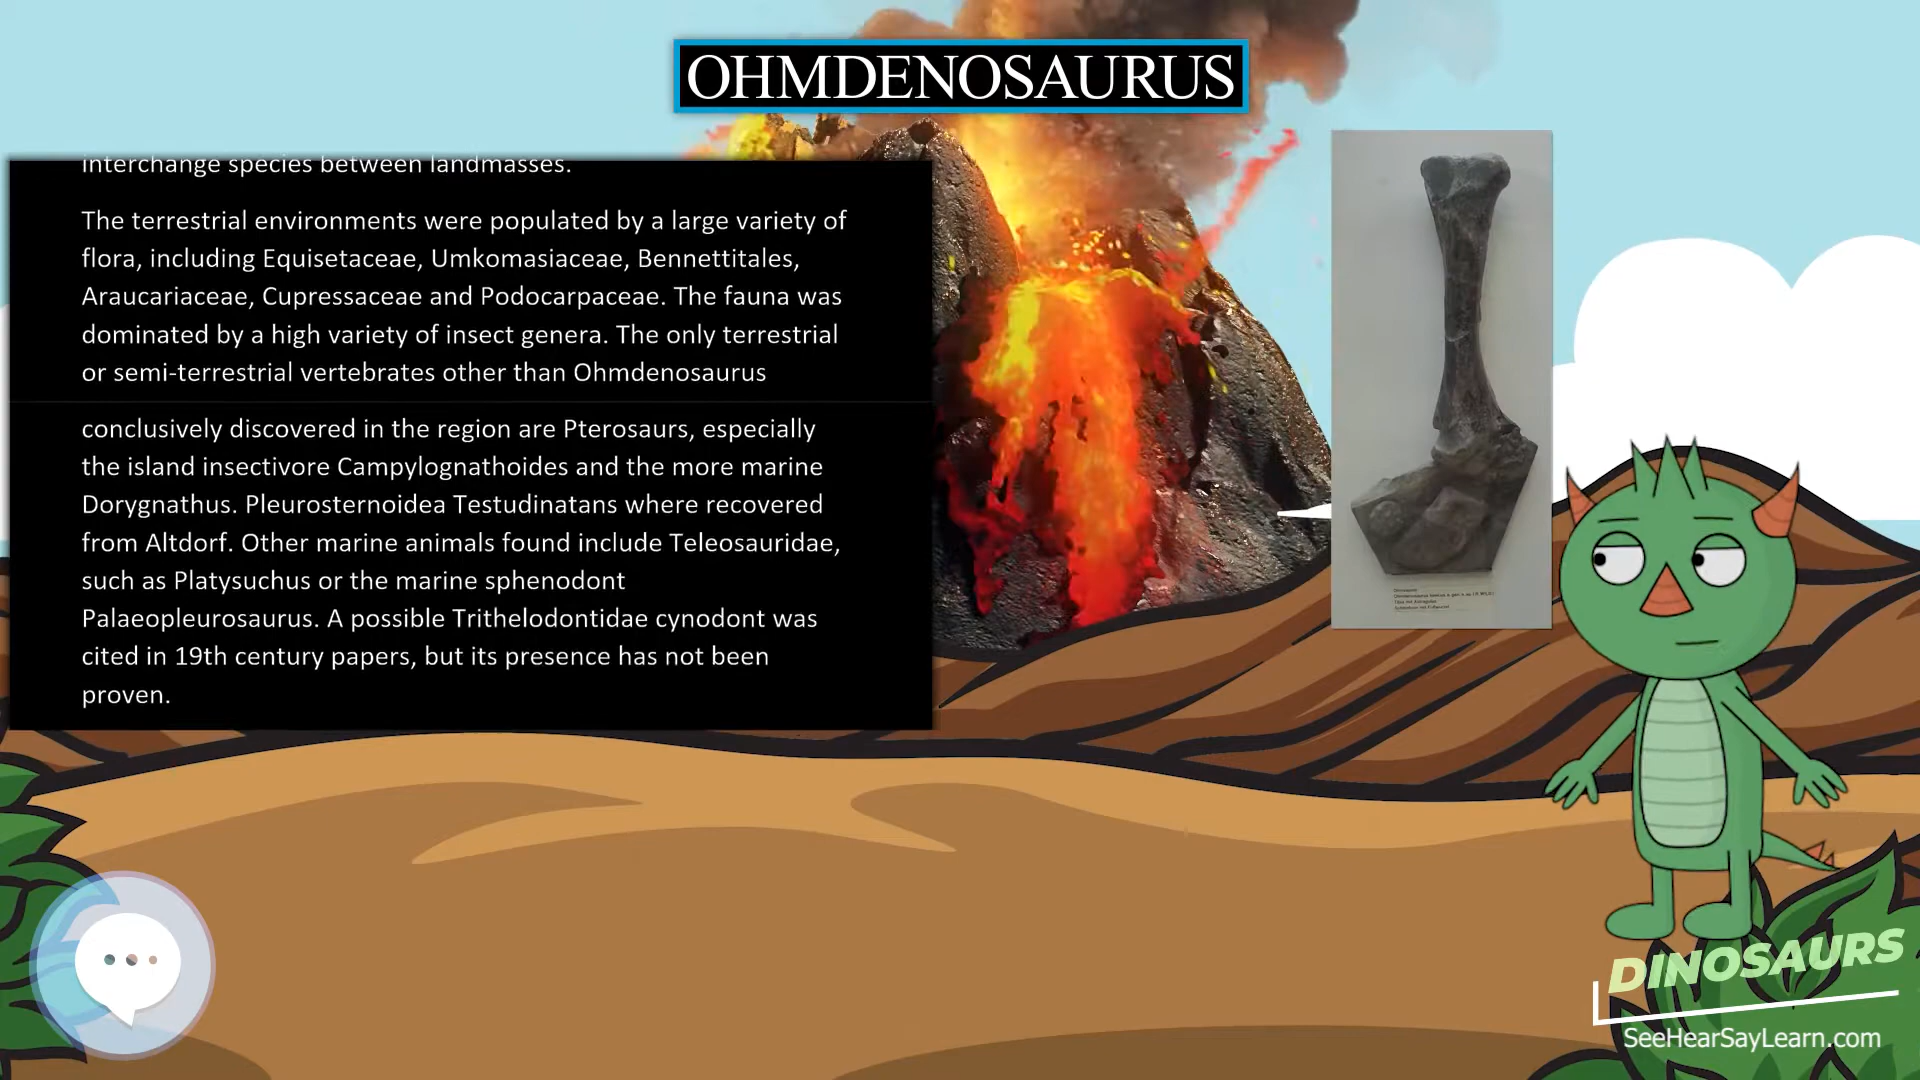 OHMDENOSAURUS
interchange species between landmasses.
The terrestrial environments were populated by a large variety of
flora, including Equisetaceae, Umkomasiaceae, Bennettitales,
Araucariaceae, Cupressaceae and Podocarpaceae. The fauna was
dominated by a high variety of insect genera. The only terrestrial
or semi-terrestrial vertebrates other than Ohmdenosaurus
conclusively discovered in the region are Pterosaurs, especially
the island insectivore Campylognathoides and the more marine
Dorygnathus. Pleurosternoidea Testudinatans where recovered
from Altdorf. Other marine animals found include Teleosauridae,
such as Platysuchus or the marine sphenodont
Palaeopleurosaurus. A possible Trithelodontidae cynodont was
cited in 19th century papers, but its presence has not been
proven.
DINOSAURS
SeeHearSayLearn.com